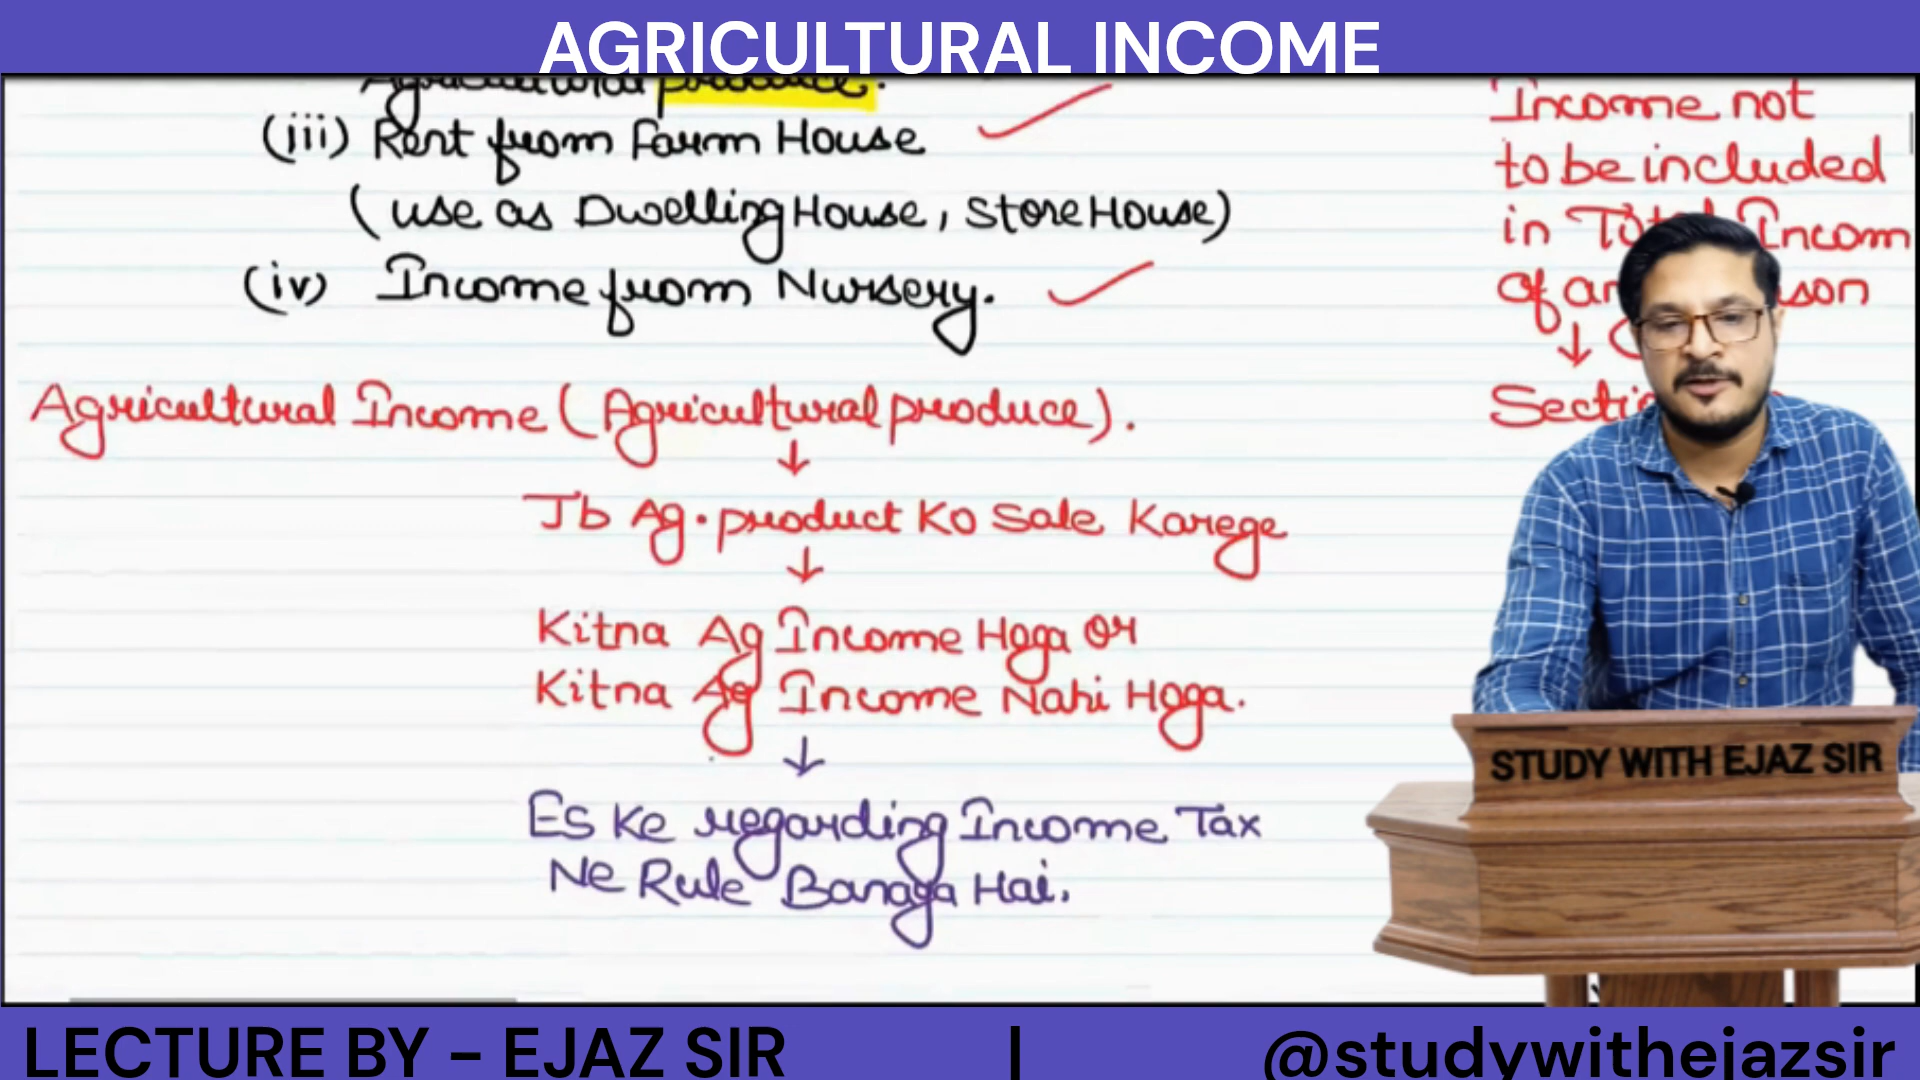 AGRICULTURAL INCOME
Agricultural produce.
(iii) Rent from Farm House
(use as Dwelling House, Store House)
(iv) Income from Nursery.
Agricultural Income (Agricultural produce).
↓
Jb Ag. product Ko Sale Karege
↓
Kitna Ag Income Hoga or
Kitna Ag Income Nahi Hoga.
↓
Es Ke regarding Income Tax
Ne Rule Banaya Hai.
Income not
to be included
in Incom
of
↓
STUDY WITH EJAZ SIR
LECTURE BY - EJAZ SIR | @studywithejazsir